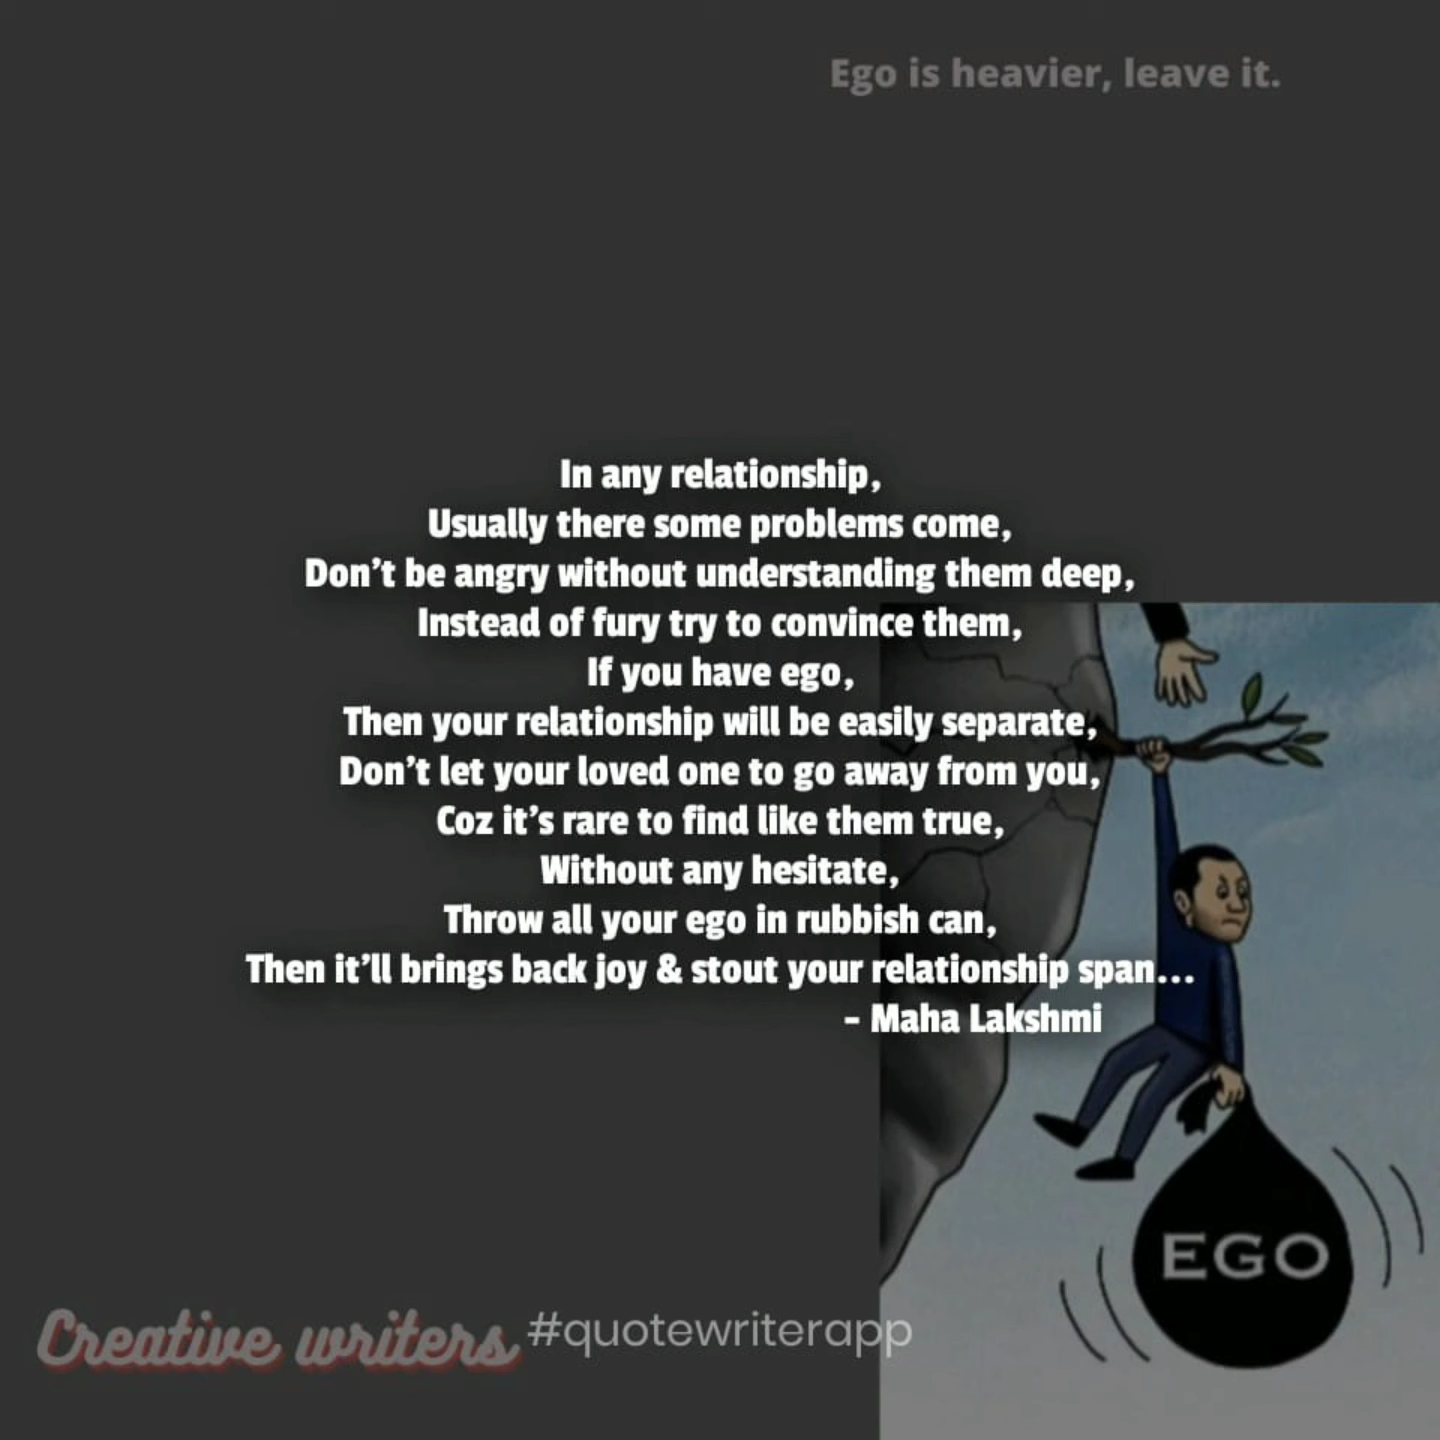 Ego is heavier, leave it.
In any relationship,
Usually there some problems come,
Don't be angry without understanding them deep,
Instead of fury try to convince them,
If you have ego,
Then your relationship will be easily separate,
Don't let your loved one to go away from you,
Coz it's rare to find like them true,
Without any hesitate,
Throw all your ego in rubbish can,
Then it'll brings back joy & stout your relationship span...
- Maha Lakshmi
EGO
Creative writers #quotewriterapp